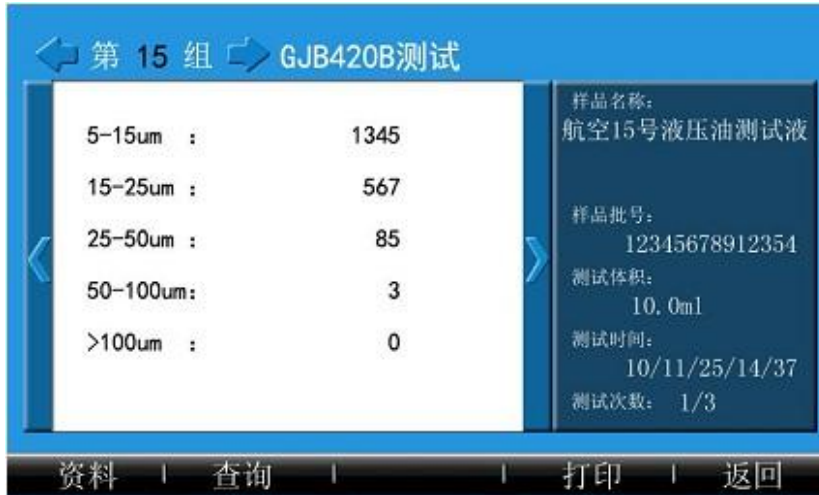 第 15 组 GJB420B测试
5-15um : 1345
15-25um : 567
25-50um : 85
50-100um: 3
>100um : 0
样品名称:
航空15号液压油测试液
样品批号:
12345678912354
测试体积:
10.0ml
测试时间:
10/11/25/14/37
测试次数: 1/3
资料 查询 打印 返回